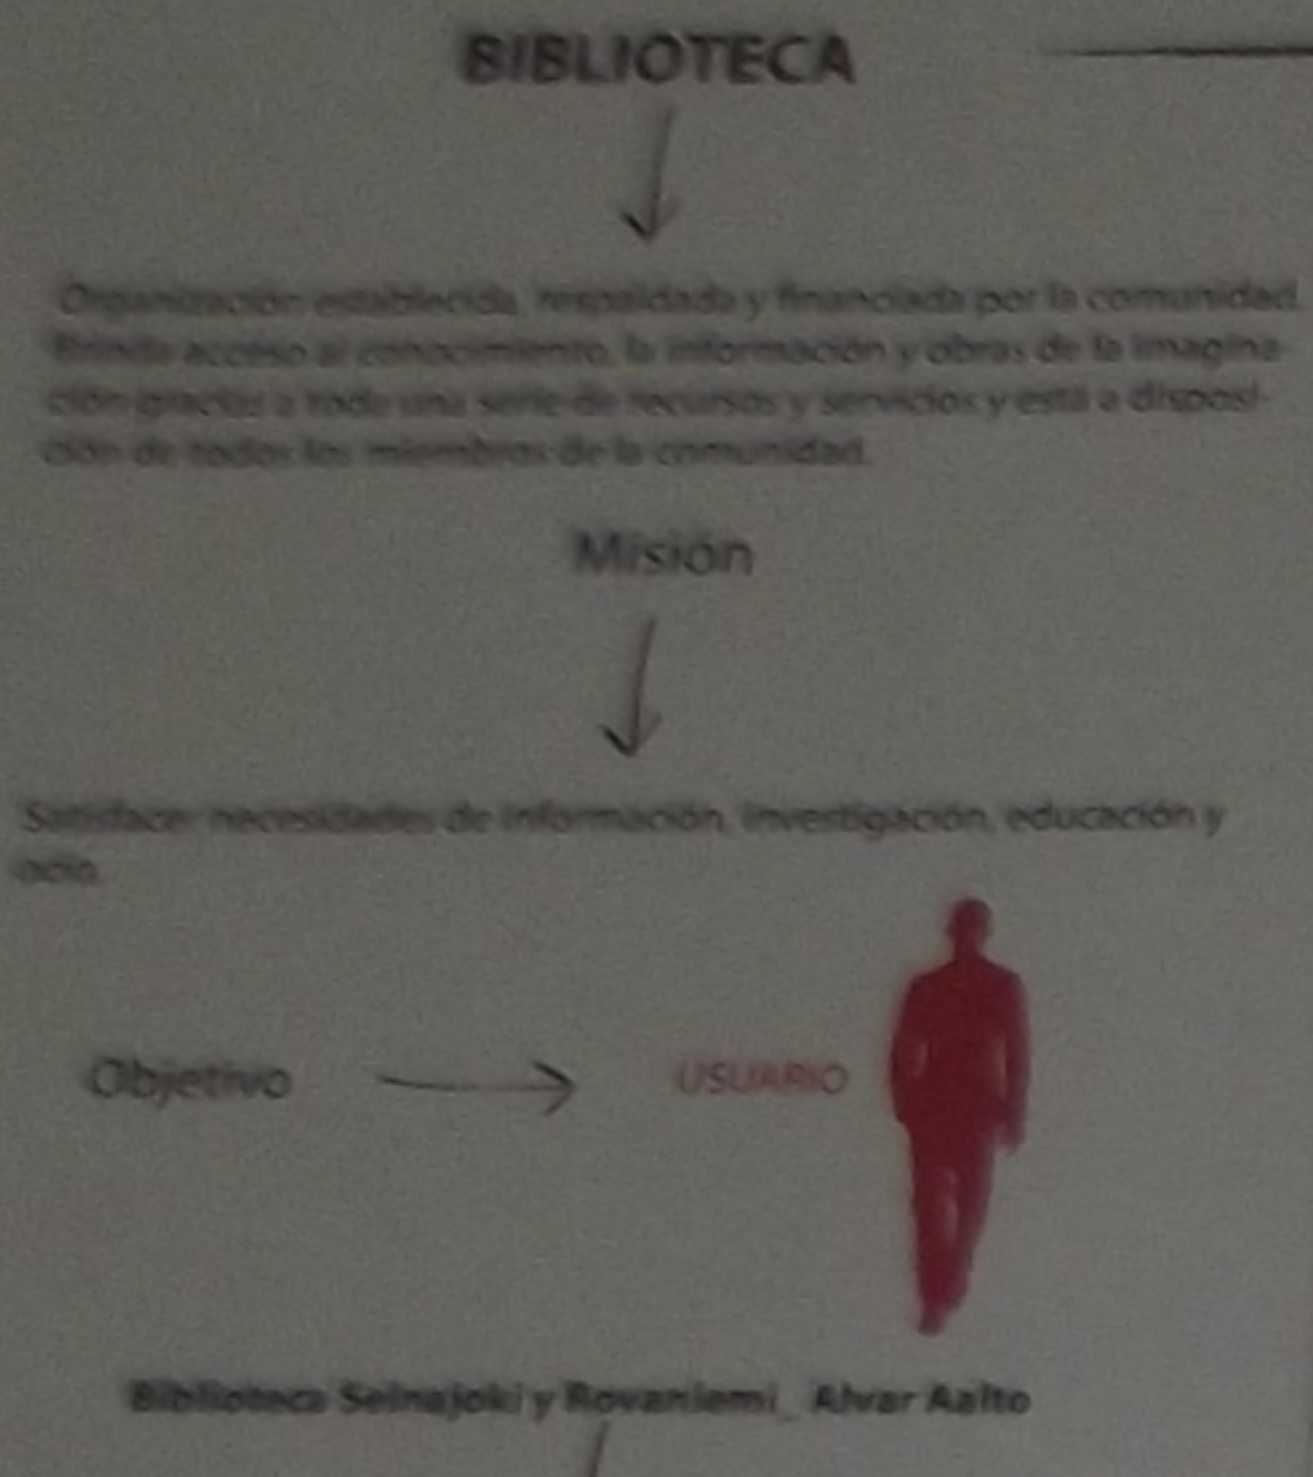 BIBLIOTECA
Organización establecida, respaldada y financiada por la comunidad.
Brinda acceso al conocimiento, la información y obras de la imagina
ción gracias a toda una serie de recursos y servicios y está a disposi-
ción de todos los miembros de la comunidad.
Misión
Satisfacer necesidades de información, investigación, educación y
ocio.
Objetivo
USUARIO
Biblioteca Seinajoki y Rovaniemi_ Alvar Aalto